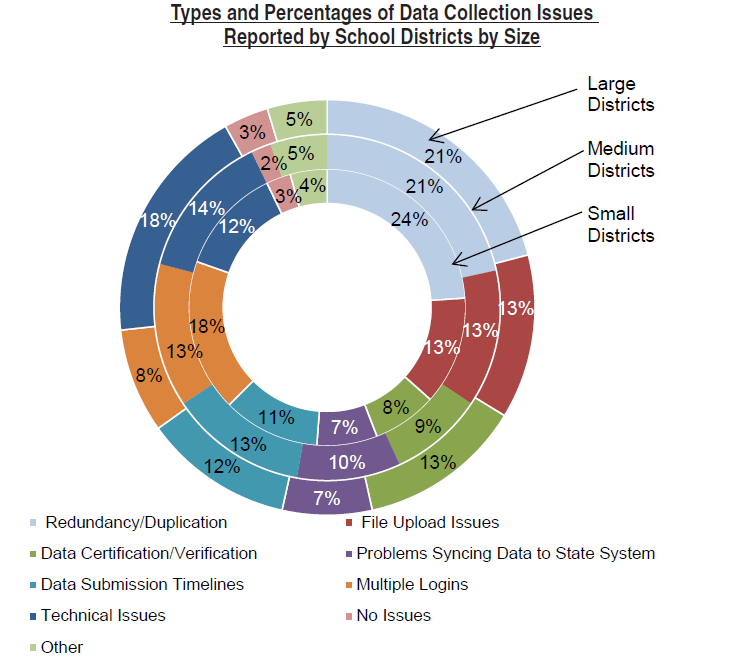 Types and Percentages of Data Collection Issues
Reported by School Districts by Size
Large
Districts
Medium
Districts
Small
Districts
3%
5%
21%
2%
5%
21%
3%
4%
24%
18%
14%
12%
13%
13%
13%
18%
13%
8%
8%
9%
13%
11%
13%
12%
7%
10%
7%
Redundancy/Duplication
File Upload Issues
Data Certification/Verification
Problems Syncing Data to State System
Data Submission Timelines
Multiple Logins
Technical Issues
No Issues
Other